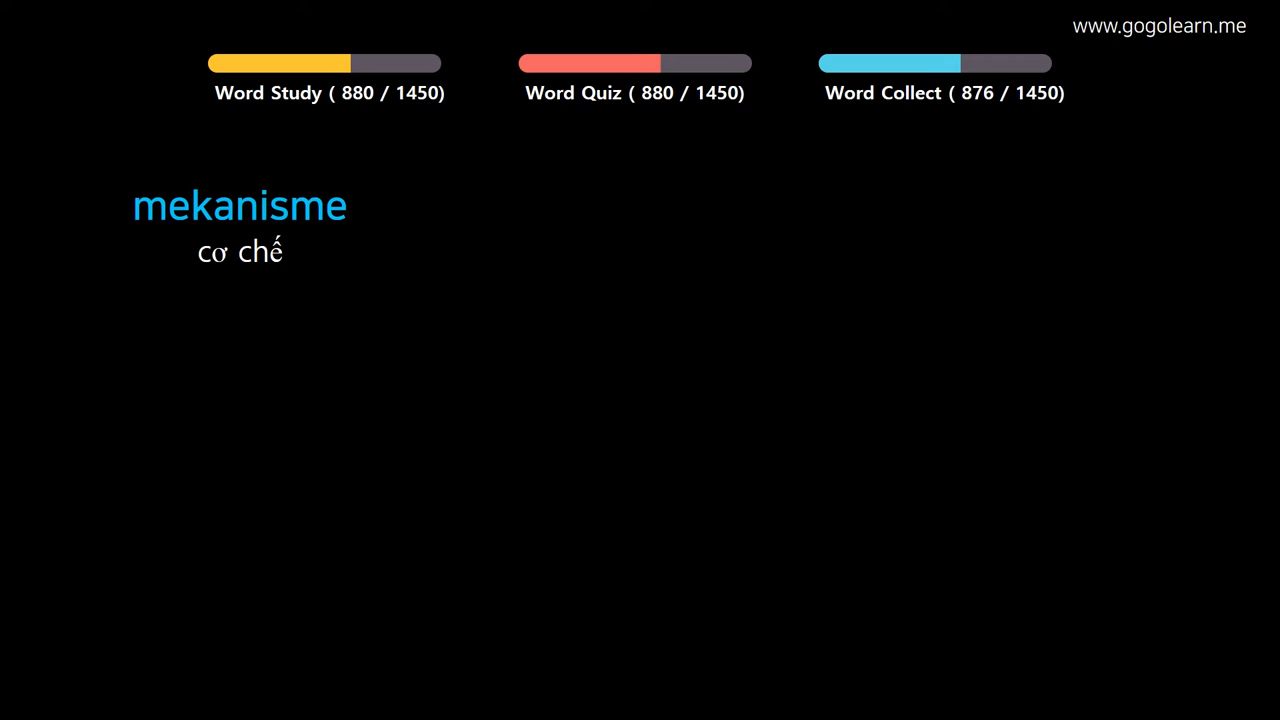 www.gogolearn.me
Word Study ( 880 / 1450)
Word Quiz ( 880 / 1450)
Word Collect ( 876 / 1450)
mekanisme
cơ chế